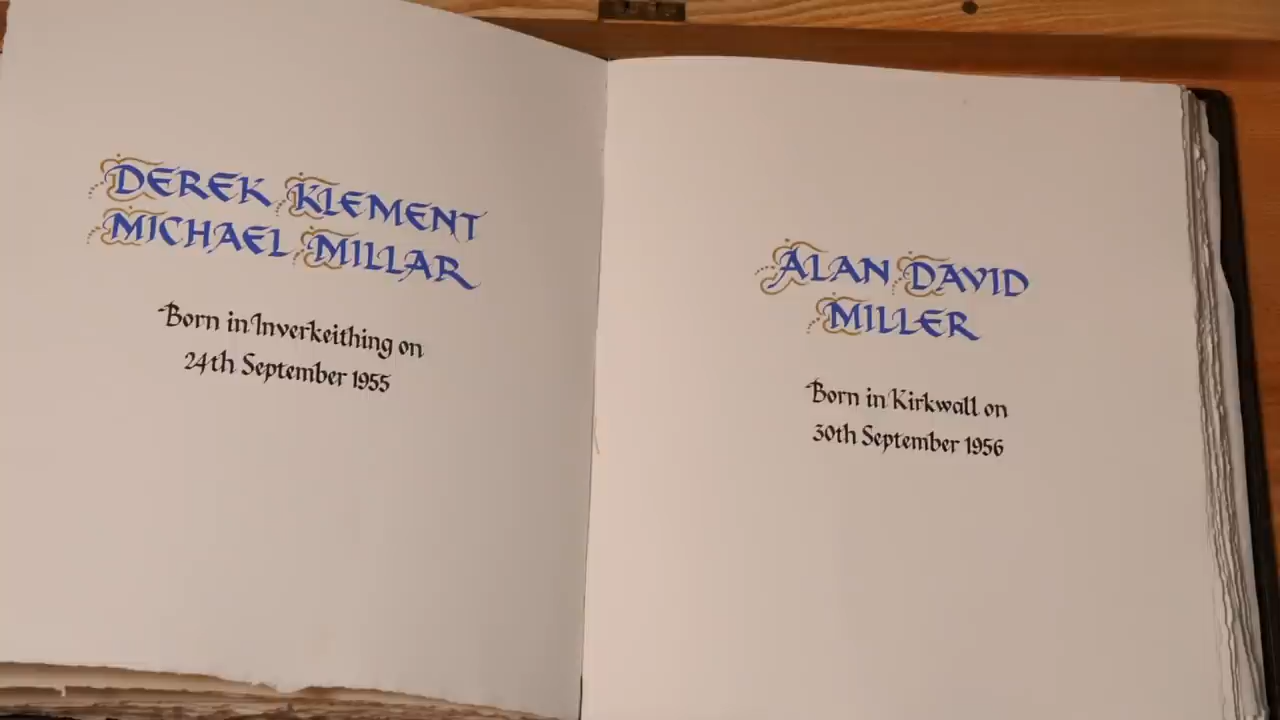 DEREK KLEMENT
MICHAEL MILLAR
Born in Inverkeithing on
24th September 1955
ALAN DAVID
MILLER
Born in Kirkwall on
30th September 1956